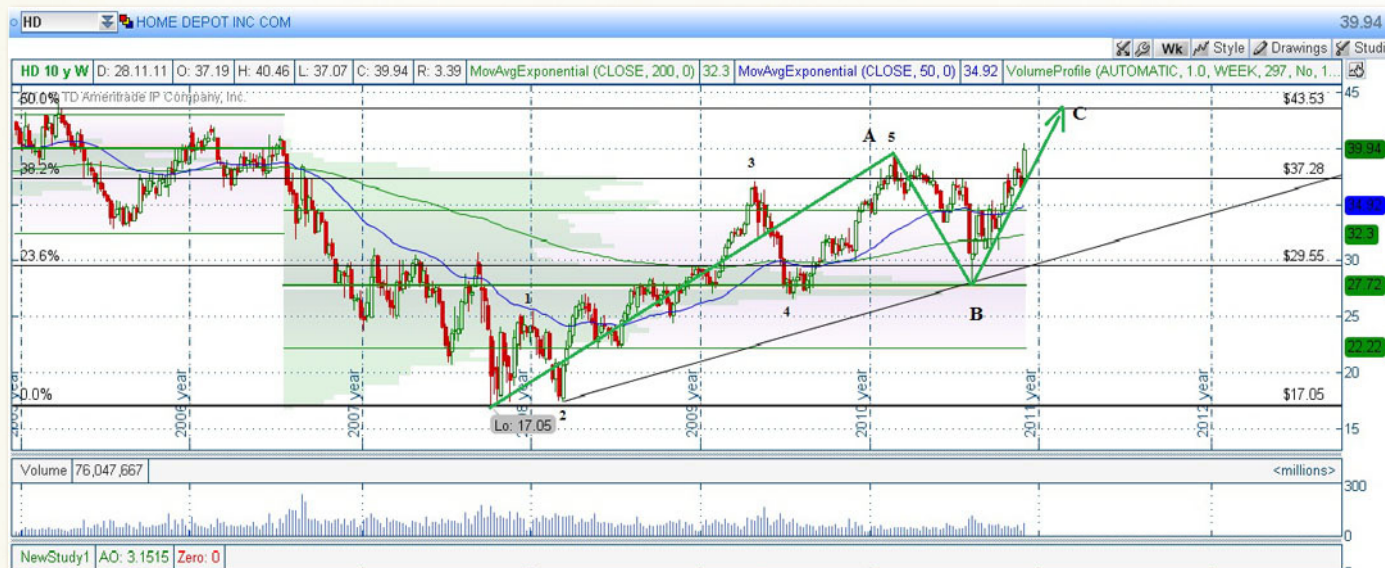 HD HOME DEPOT INC COM 39.94
Wk Style Drawings Studi
HD 10 y W D: 28.11.11 O: 37.19 H: 40.46 L: 37.07 C: 39.94 R: 3.39 MovAvgExponential (CLOSE, 200, 0) 32.3 MovAvgExponential (CLOSE, 50, 0) 34.92 VolumeProfile (AUTOMATIC, 1.0, WEEK, 297, No, 1...
TD Ameritrade IP Company, Inc.
45
50.0% $43.53
C
A 5
39.94
3
38.2% $37.28
34.92
32.3
30
23.6% $29.55
27.72
1
4
B
25
22.22
20
0.0% $17.05
2006 year 2007 year 2008 year 2009 year 2010 year 2011 year 2012 year
2
Lo: 17.05
15
Volume 76,047,667 <millions>
300
0
NewStudy1 AO: 3.1515 Zero: 0